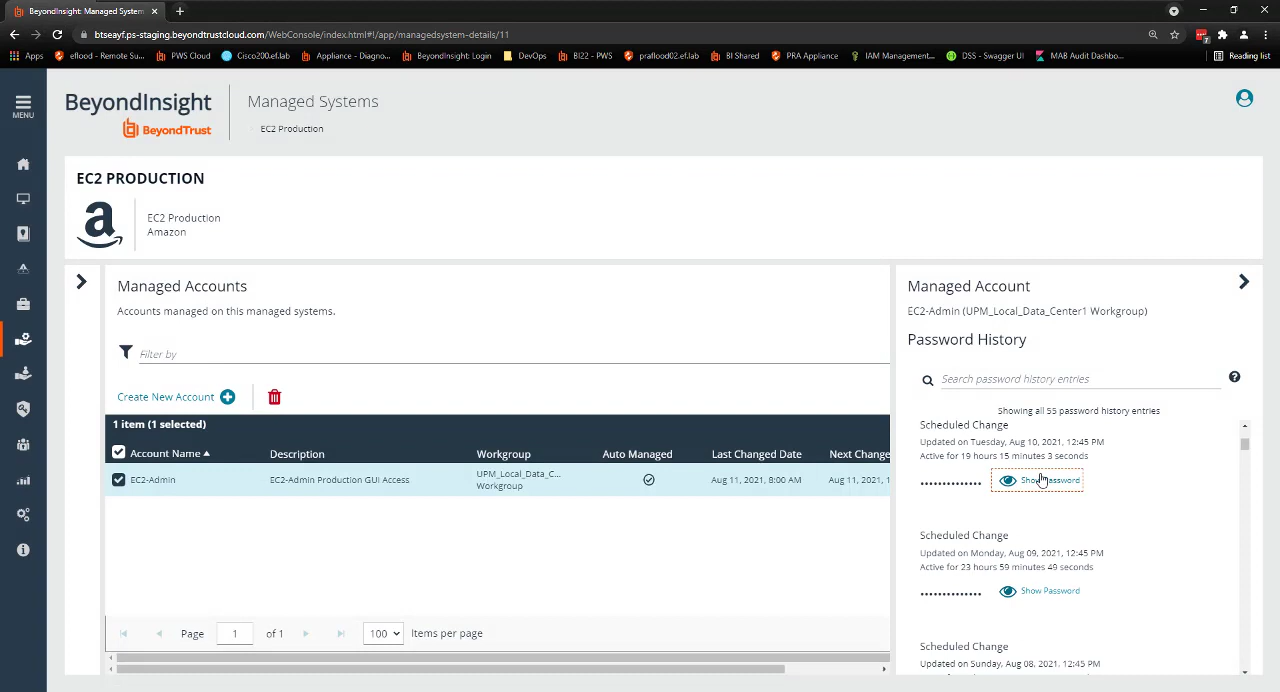 BeyondInsight: Managed System
btseayf.ps-staging.beyondtrustcloud.com/WebConsole/index.html#!/app/managedsystem-details/11
7
Apps
eflood - Remote Su...
PWS Cloud
Cisco200.ef.lab
Appliance - Diagno...
BeyondInsight: Login
DevOps
BI22 - PWS
praflood02.ef.lab
BI Shared
PRA Appliance
IAM Management...
DSS - Swagger UI
MAB Audit Dashbo...
Reading list
MENU
BeyondInsight
BeyondTrust
Managed Systems
EC2 Production
EC2 PRODUCTION
EC2 Production
Amazon
Managed Accounts
Accounts managed on this managed systems.
Filter by
Create New Account
1 item (1 selected)
Account Name
Description
Workgroup
Auto Managed
Last Changed Date
Next Change
EC2-Admin
EC2-Admin Production GUI Access
UPM_Local_Data_C...
Workgroup
Aug 11, 2021, 8:00 AM
Aug 11, 2021, 1
Page
1
of 1
100
Items per page
Managed Account
EC2-Admin (UPM_Local_Data_Center1 Workgroup)
Password History
Search password history entries
Showing all 55 password history entries
Scheduled Change
Updated on Tuesday, Aug 10, 2021, 12:45 PM
Active for 19 hours 15 minutes 3 seconds
•••••••••••••• Show Password
Scheduled Change
Updated on Monday, Aug 09, 2021, 12:45 PM
Active for 23 hours 59 minutes 49 seconds
•••••••••••••• Show Password
Scheduled Change
Updated on Sunday, Aug 08, 2021, 12:45 PM